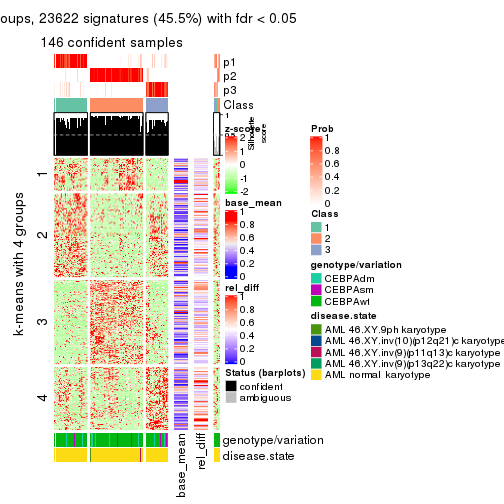 oups, 23622 signatures (45.5%) with fdr < 0.05
146 confident samples
p1
p2
p3
Class
1
0.5
0
Silhouette
score
k-means with 4 groups
1
2
3
4
z-score
2
1
0
-1
-2
base_mean
1
0.8
0.6
0.4
0.2
0
rel_diff
1
0.8
0.6
0.4
0.2
0
Status (barplots)
confident
ambiguous
Prob
1
0.8
0.6
0.4
0.2
0
Class
1
2
3
genotype/variation
CEBPAdm
CEBPAsm
CEBPAwt
disease.state
AML 46.XY.9ph karyotype
AML 46.XY.inv(10)(p12q21)c karyotype
AML 46.XY.inv(9)(p11q13)c karyotype
AML 46.XY.inv(9)(p13q22)c karyotype
AML normal karyotype
genotype/variation
disease.state
base_mean
rel_diff